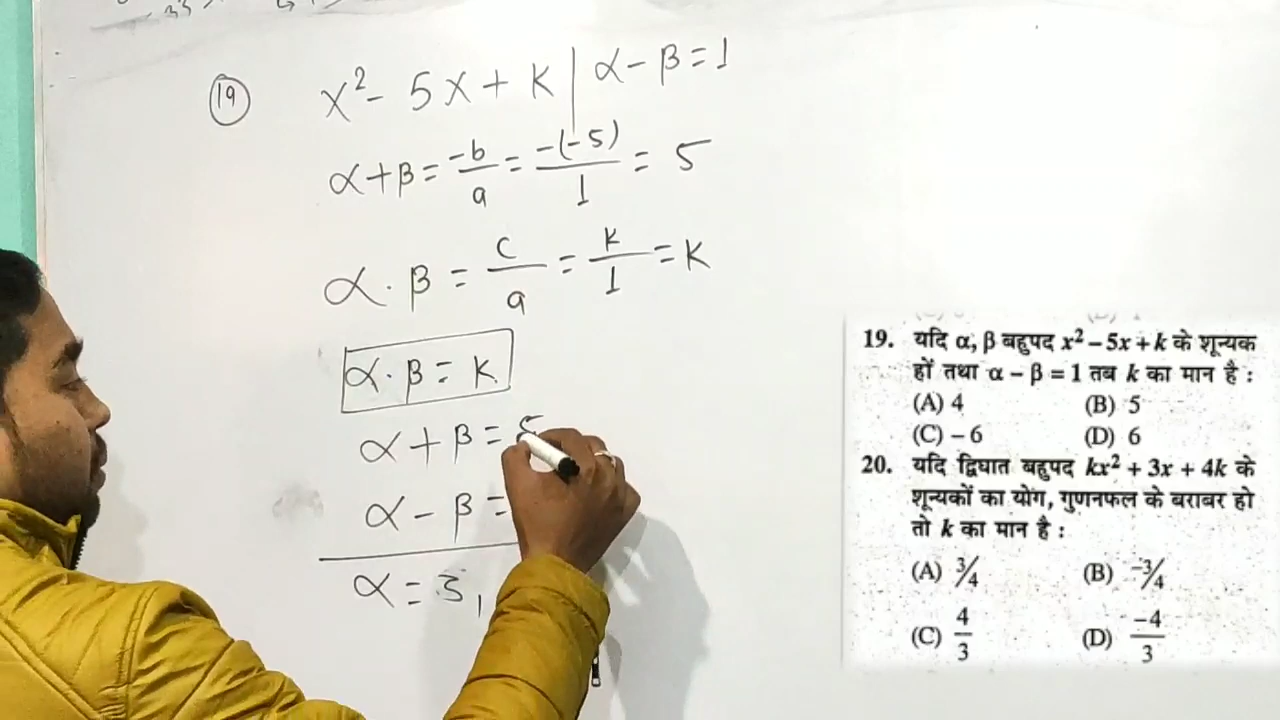 19
x² - 5x + k | α - β = 1
α + β = -b/a = -(-5)/1 = 5
α · β = c/a = k/1 = k
α · β = k
α + β = 5
α - β =
α = 3,
19. यदि α, β बहुपद x² – 5x + k के शून्यक
हों तथा α – β = 1 तब k का मान है :
(A) 4 (B) 5
(C) – 6 (D) 6
20. यदि द्विघात बहुपद kx² + 3x + 4k के
शून्यकों का योग, गुणनफल के बराबर हो
तो k का मान है :
(A) 3/4 (B) -3/4
(C) 4/3 (D) -4/3